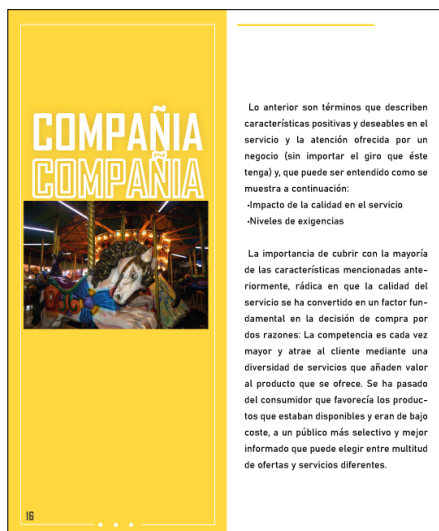 COMPAÑIA
COMPAÑIA
16
Lo anterior son términos que describen
características positivas y deseables en el
servicio y la atención ofrecida por un
negocio (sin importar el giro que éste
tenga) y, que puede ser entendido como se
muestra a continuación:
•Impacto de la calidad en el servicio
•Niveles de exigencias
La importancia de cubrir con la mayoría
de las características mencionadas ante-
riormente, rádica en que la calidad del
servicio se ha convertido en un factor fun-
damental en la decisión de compra por
dos razones: La competencia es cada vez
mayor y atrae al cliente mediante una
diversidad de servicios que añaden valor
al producto que se ofrece. Se ha pasado
del consumidor que favorecía los produc-
tos que estaban disponibles y eran de bajo
coste, a un público más selectivo y mejor
informado que puede elegir entre multitud
de ofertas y servicios diferentes.